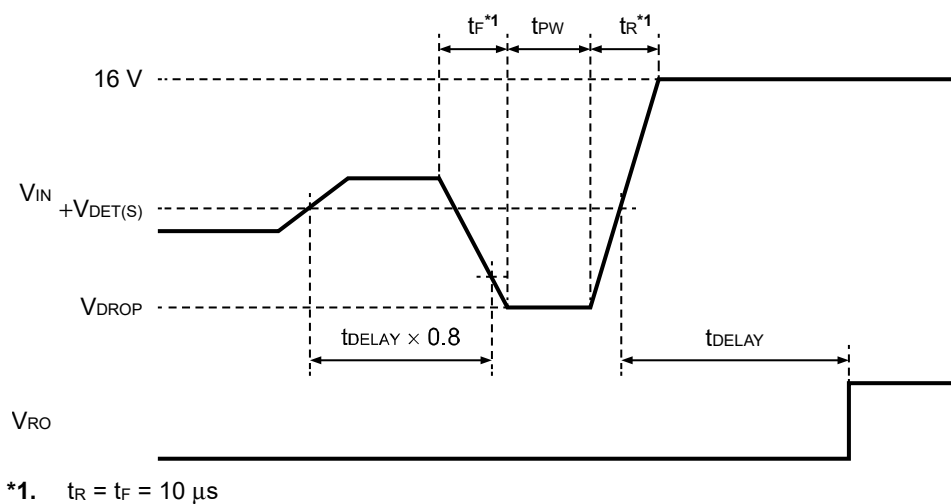 tF*1 tPW tR*1
16 V
VIN
+VDET(S)
VDROP
tDELAY × 0.8
tDELAY
VRO
*1. tR = tF = 10 μs